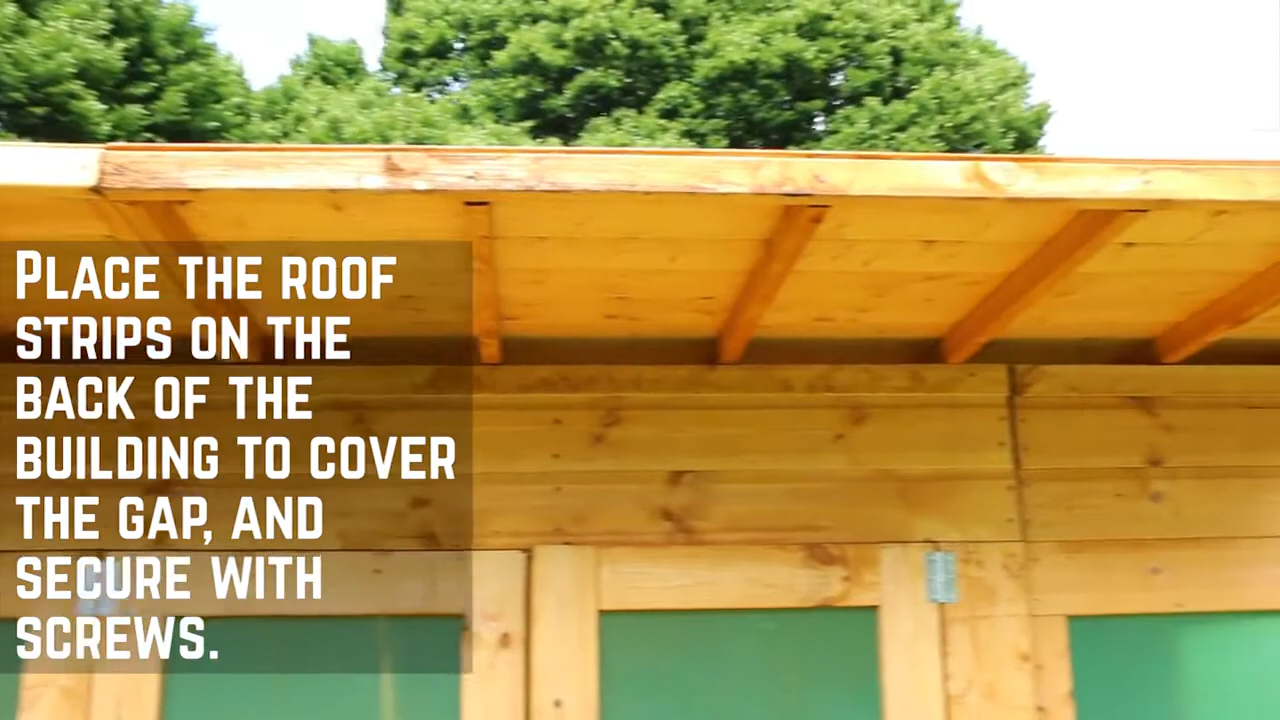 Place the roof
strips on the
back of the
building to cover
the gap, and
secure with
screws.